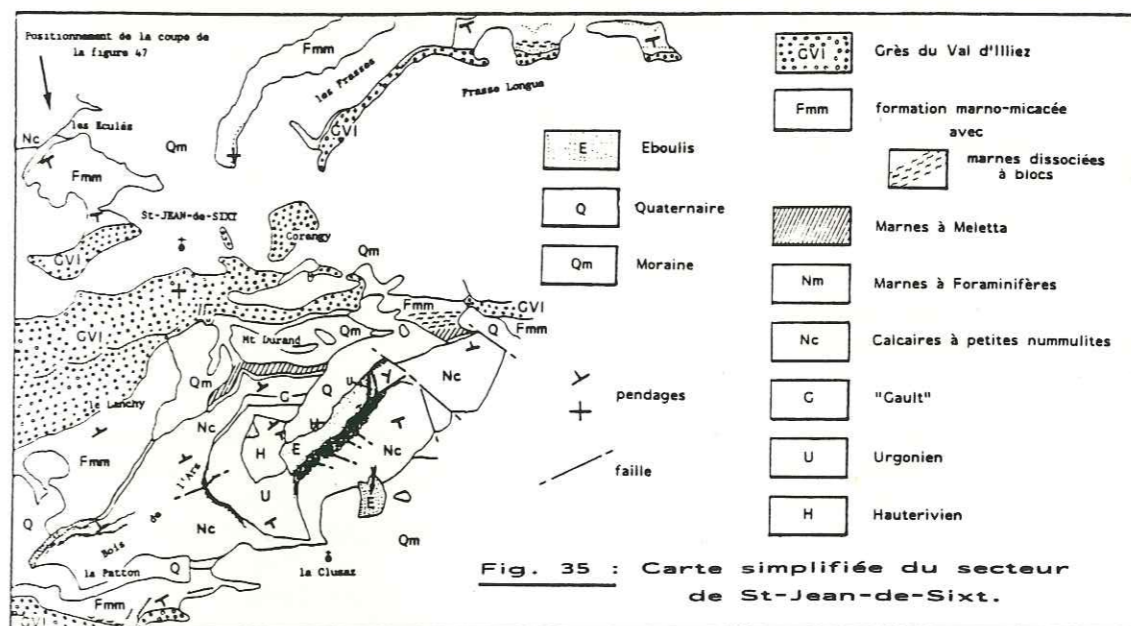 Positionnement de la coupe de
la figure 47
Fmm
les Frasses
Frasse Longue
GVI
les Eculés
Nc
Qm
Fmm
St-JEAN-de-SIXT
GVI
Corangy
Qm
GVI
Mt Durand
Qm
Fmm
GVI
Q
Fmm
le Lanchy
Qm
Nc
Q
U
G
Nc
H
E
Nc
Fmm
l'Ars
de
U
E
Q
Bois
Nc
Qm
la Patton
Q
la Clusaz
Fmm
GVI
E Eboulis
Q Quaternaire
Qm Moraine
pendages
faille
GVI Grès du Val d'Illiez
Fmm formation marno-micacée
avec
marnes dissociées
à blocs
Marnes à Meletta
Nm Marnes à Foraminifères
Nc Calcaires à petites nummulites
G "Gault"
U Urgonien
H Hauterivien
Fig. 35 : Carte simplifiée du secteur
de St-Jean-de-Sixt.